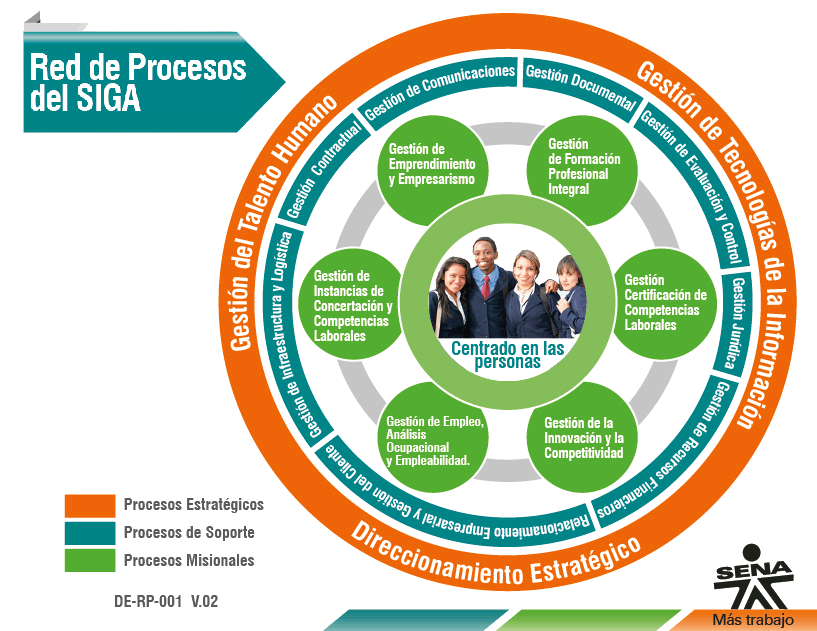 Red de Procesos
del SIGA
Gestión del Talento Humano
Gestión de Tecnologías de la Información
Direccionamiento Estratégico
Gestión de Comunicaciones
Gestión Documental
Gestión de Evaluación y Control
Gestión Jurídica
Gestión de Recursos Financieros
Relacionamiento Empresarial y Gestión del Cliente
Gestión de Infraestructura y Logística
Gestión Contractual
Gestión de
Emprendimiento
y Empresarismo
Gestión
de Formación
Profesional
Integral
Gestión de
Instancias de
Concertación y
Competencias
Laborales
Gestión
Certificación de
Competencias
Laborales
Centrado en las
personas
Gestión de Empleo,
Análisis
Ocupacional
y Empleabilidad.
Gestión de la
Innovación y la
Competitividad
Procesos Estratégicos
Procesos de Soporte
Procesos Misionales
DE-RP-001 V.02
SENA
Más trabajo